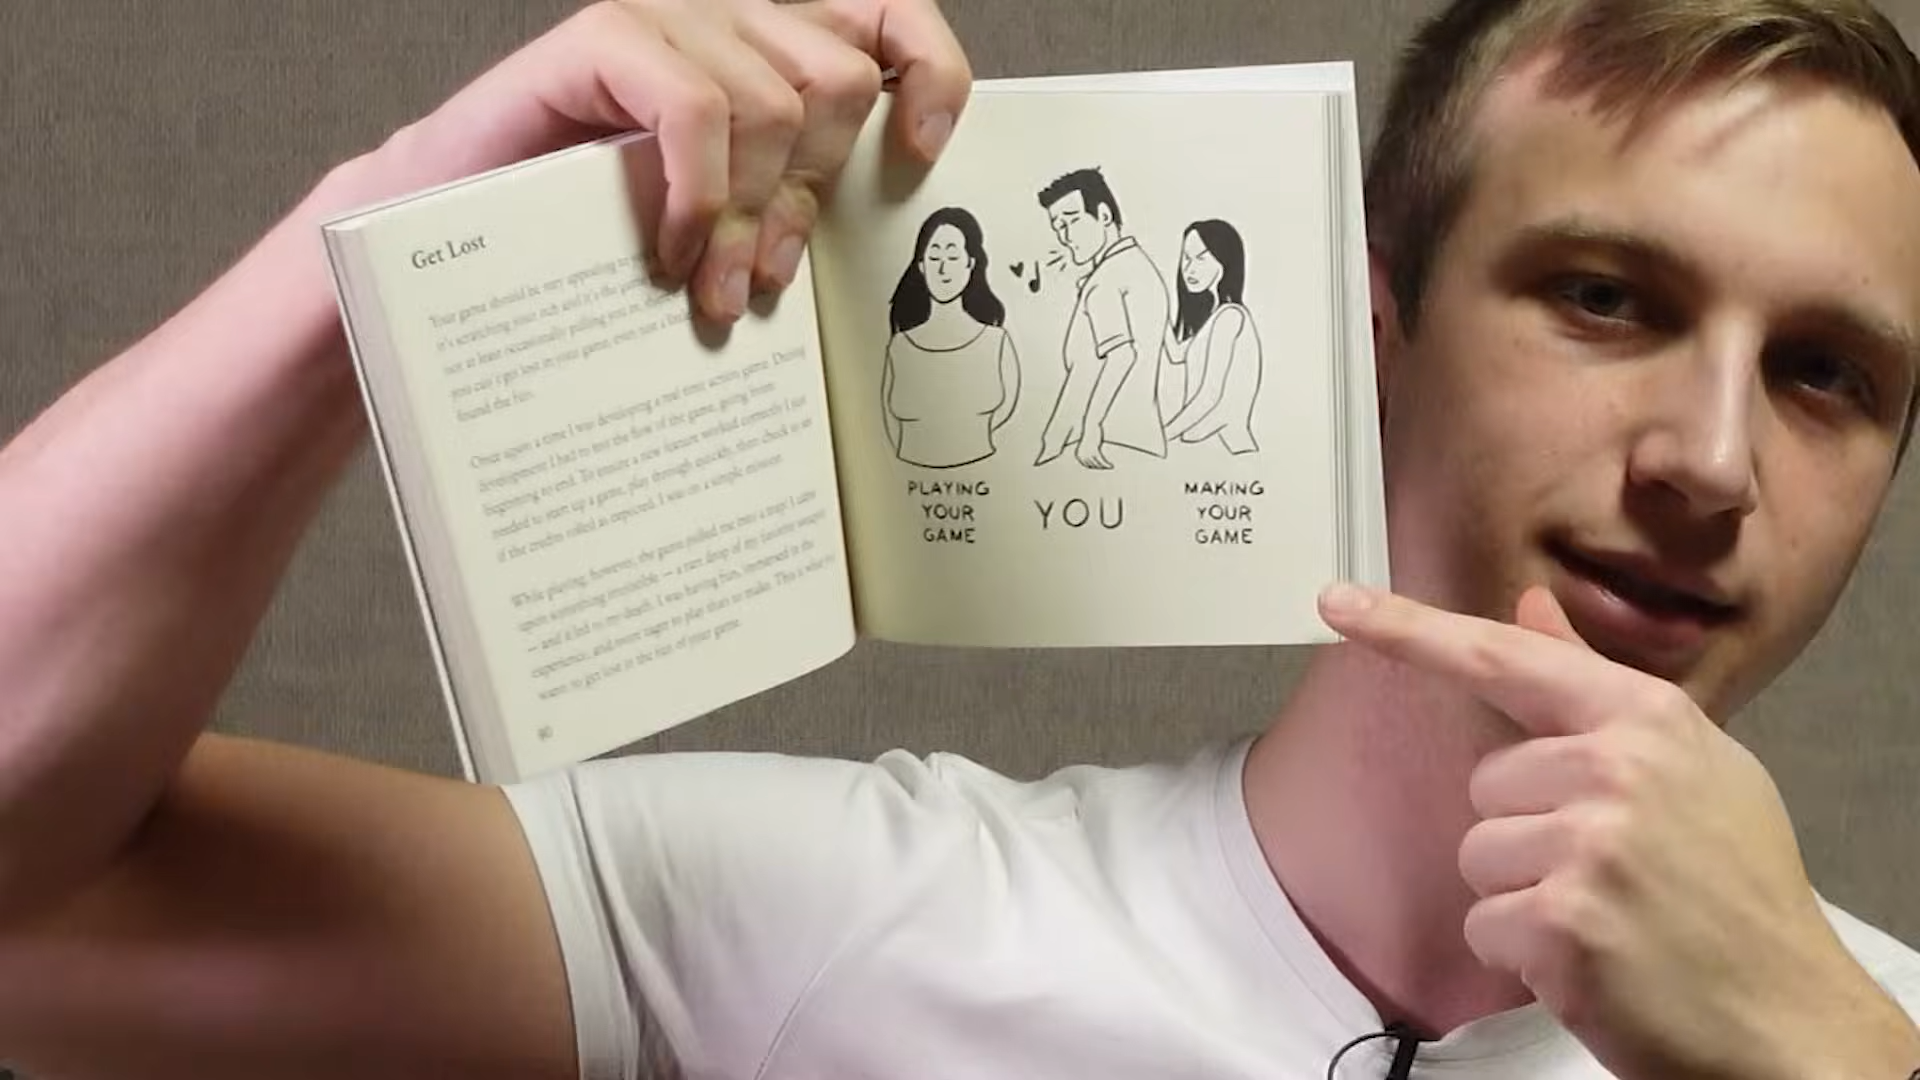 Get Lost
Your game should be very appealing to
it's scratching your itch and it's the game
not at least occasionally pulling you in,
you can't get lost in your game, even just a little
found the fun.
Once upon a time I was developing a real time action game. During
development I had to test the flow of the game, going from
beginning to end. To ensure a new feature worked correctly I just
needed to start up a game, play through quickly, then check to see
if the credits rolled as expected. I was on a simple mission.
While playing, however, the game pulled me into a trap! I came
upon something irresistible — a rare drop of my favorite weapon
— and it led to my death. I was having fun, immersed in the
experience, and more eager to play than to make. This is what
want: to get lost in the fun of your game.
90
PLAYING
YOUR
GAME
YOU
MAKING
YOUR
GAME